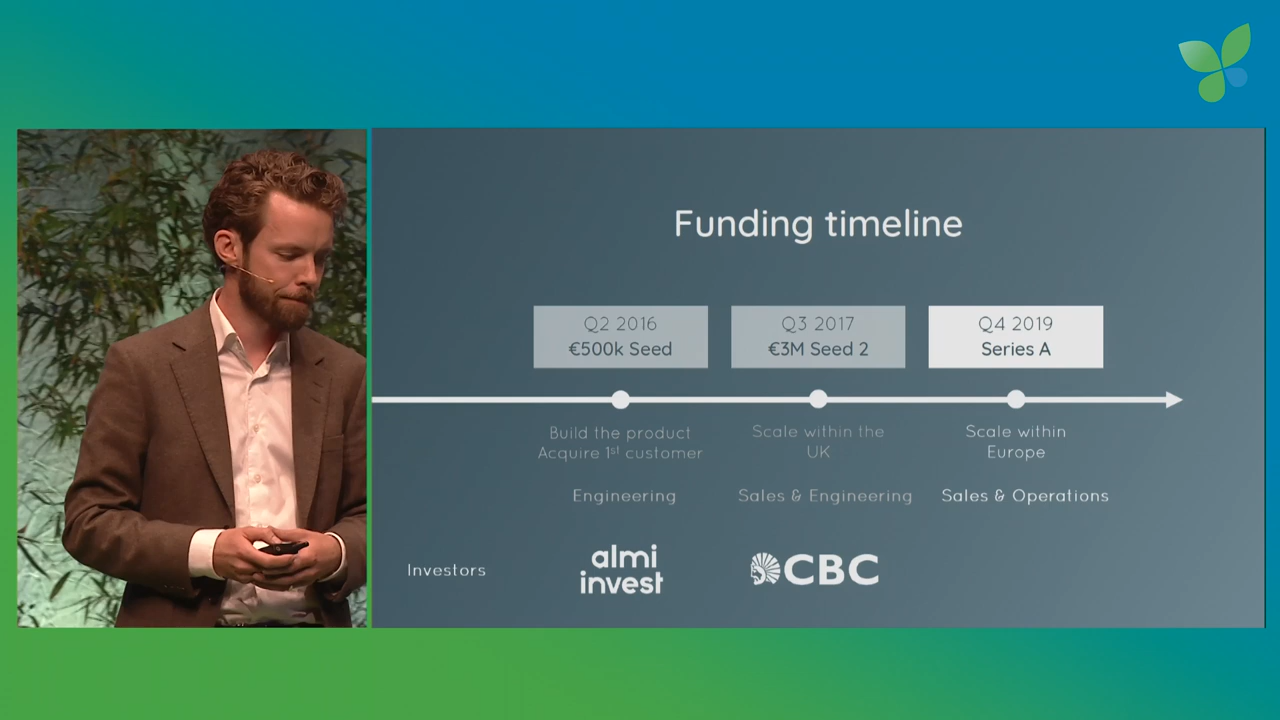 Funding timeline
Q2 2016
€500k Seed
Q3 2017
€3M Seed 2
Q4 2019
Series A
Build the product
Acquire 1st customer
Scale within the
UK
Scale within
Europe
Engineering
Sales & Engineering
Sales & Operations
Investors
almi
invest
CBC